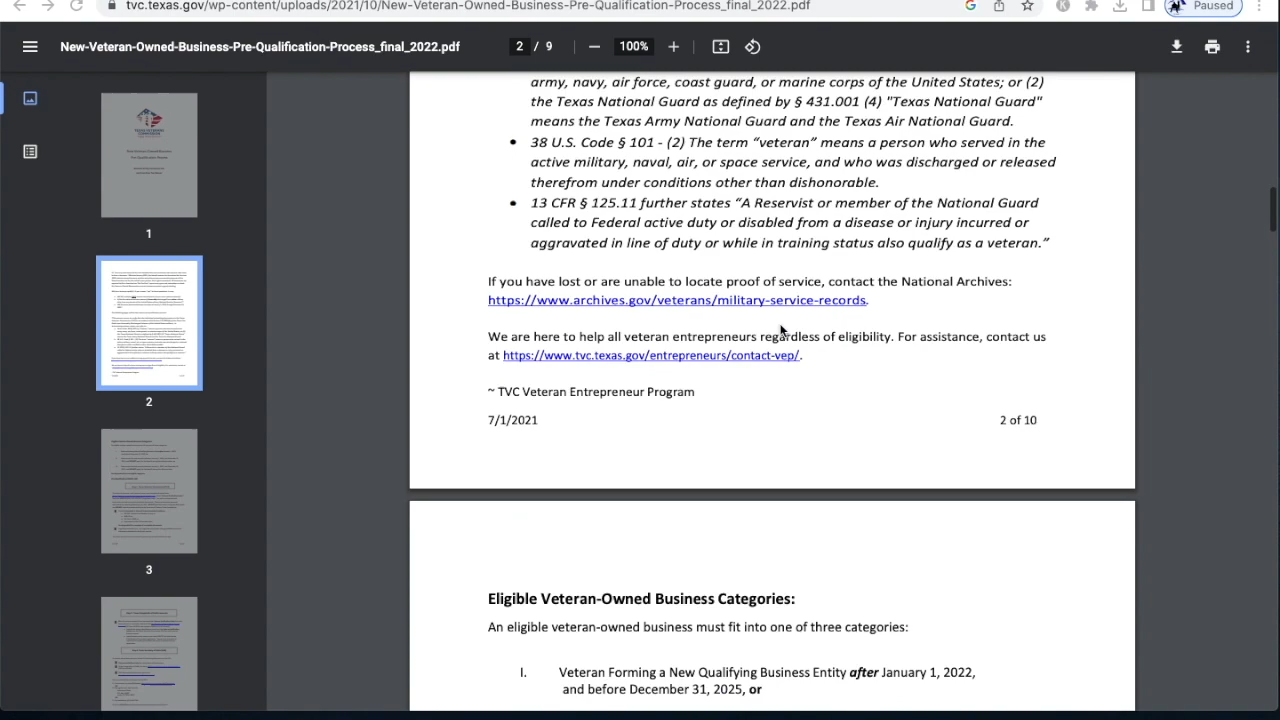 tvc.texas.gov/wp-content/uploads/2021/10/New-Veteran-Owned-Business-Pre-Qualification-Process_final_2022.pdf
Paused
New-Veteran-Owned-Business-Pre-Qualification-Process_final_2022.pdf
2 / 9
100%
army, navy, air force, coast guard, or marine corps of the United States; or (2)
the Texas National Guard as defined by § 431.001 (4) "Texas National Guard"
means the Texas Army National Guard and the Texas Air National Guard.
• 38 U.S. Code § 101 - (2) The term “veteran” means a person who served in the
active military, naval, air, or space service, and who was discharged or released
therefrom under conditions other than dishonorable.
• 13 CFR § 125.11 further states “A Reservist or member of the National Guard
called to Federal active duty or disabled from a disease or injury incurred or
aggravated in line of duty or while in training status also qualify as a veteran.”
If you have lost or are unable to locate proof of service, contact the National Archives:
https://www.archives.gov/veterans/military-service-records.
We are here to help all veteran entrepreneurs regardless of eligibility. For assistance, contact us
at https://www.tvc.texas.gov/entrepreneurs/contact-vep/.
~ TVC Veteran Entrepreneur Program
7/1/2021
2 of 10
Eligible Veteran-Owned Business Categories:
An eligible veteran-owned business must fit into one of three categories:
I. Veteran Forming a New Qualifying Business Entity after January 1, 2022,
and before December 31, 2025, or
1
2
3